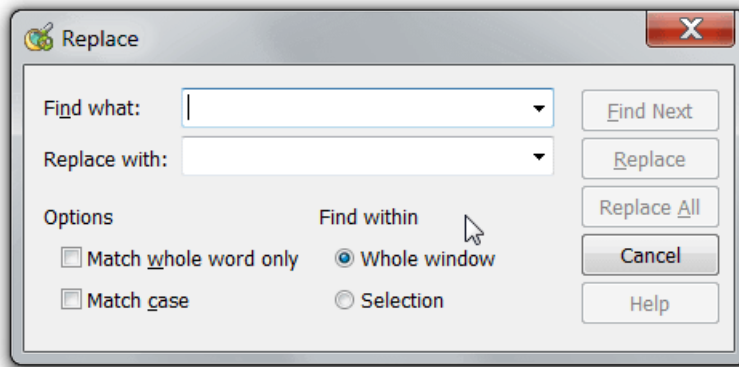 Replace
Find what:
Find Next
Replace with:
Replace
Replace All
Options
Find within
Match whole word only
Whole window
Cancel
Match case
Selection
Help